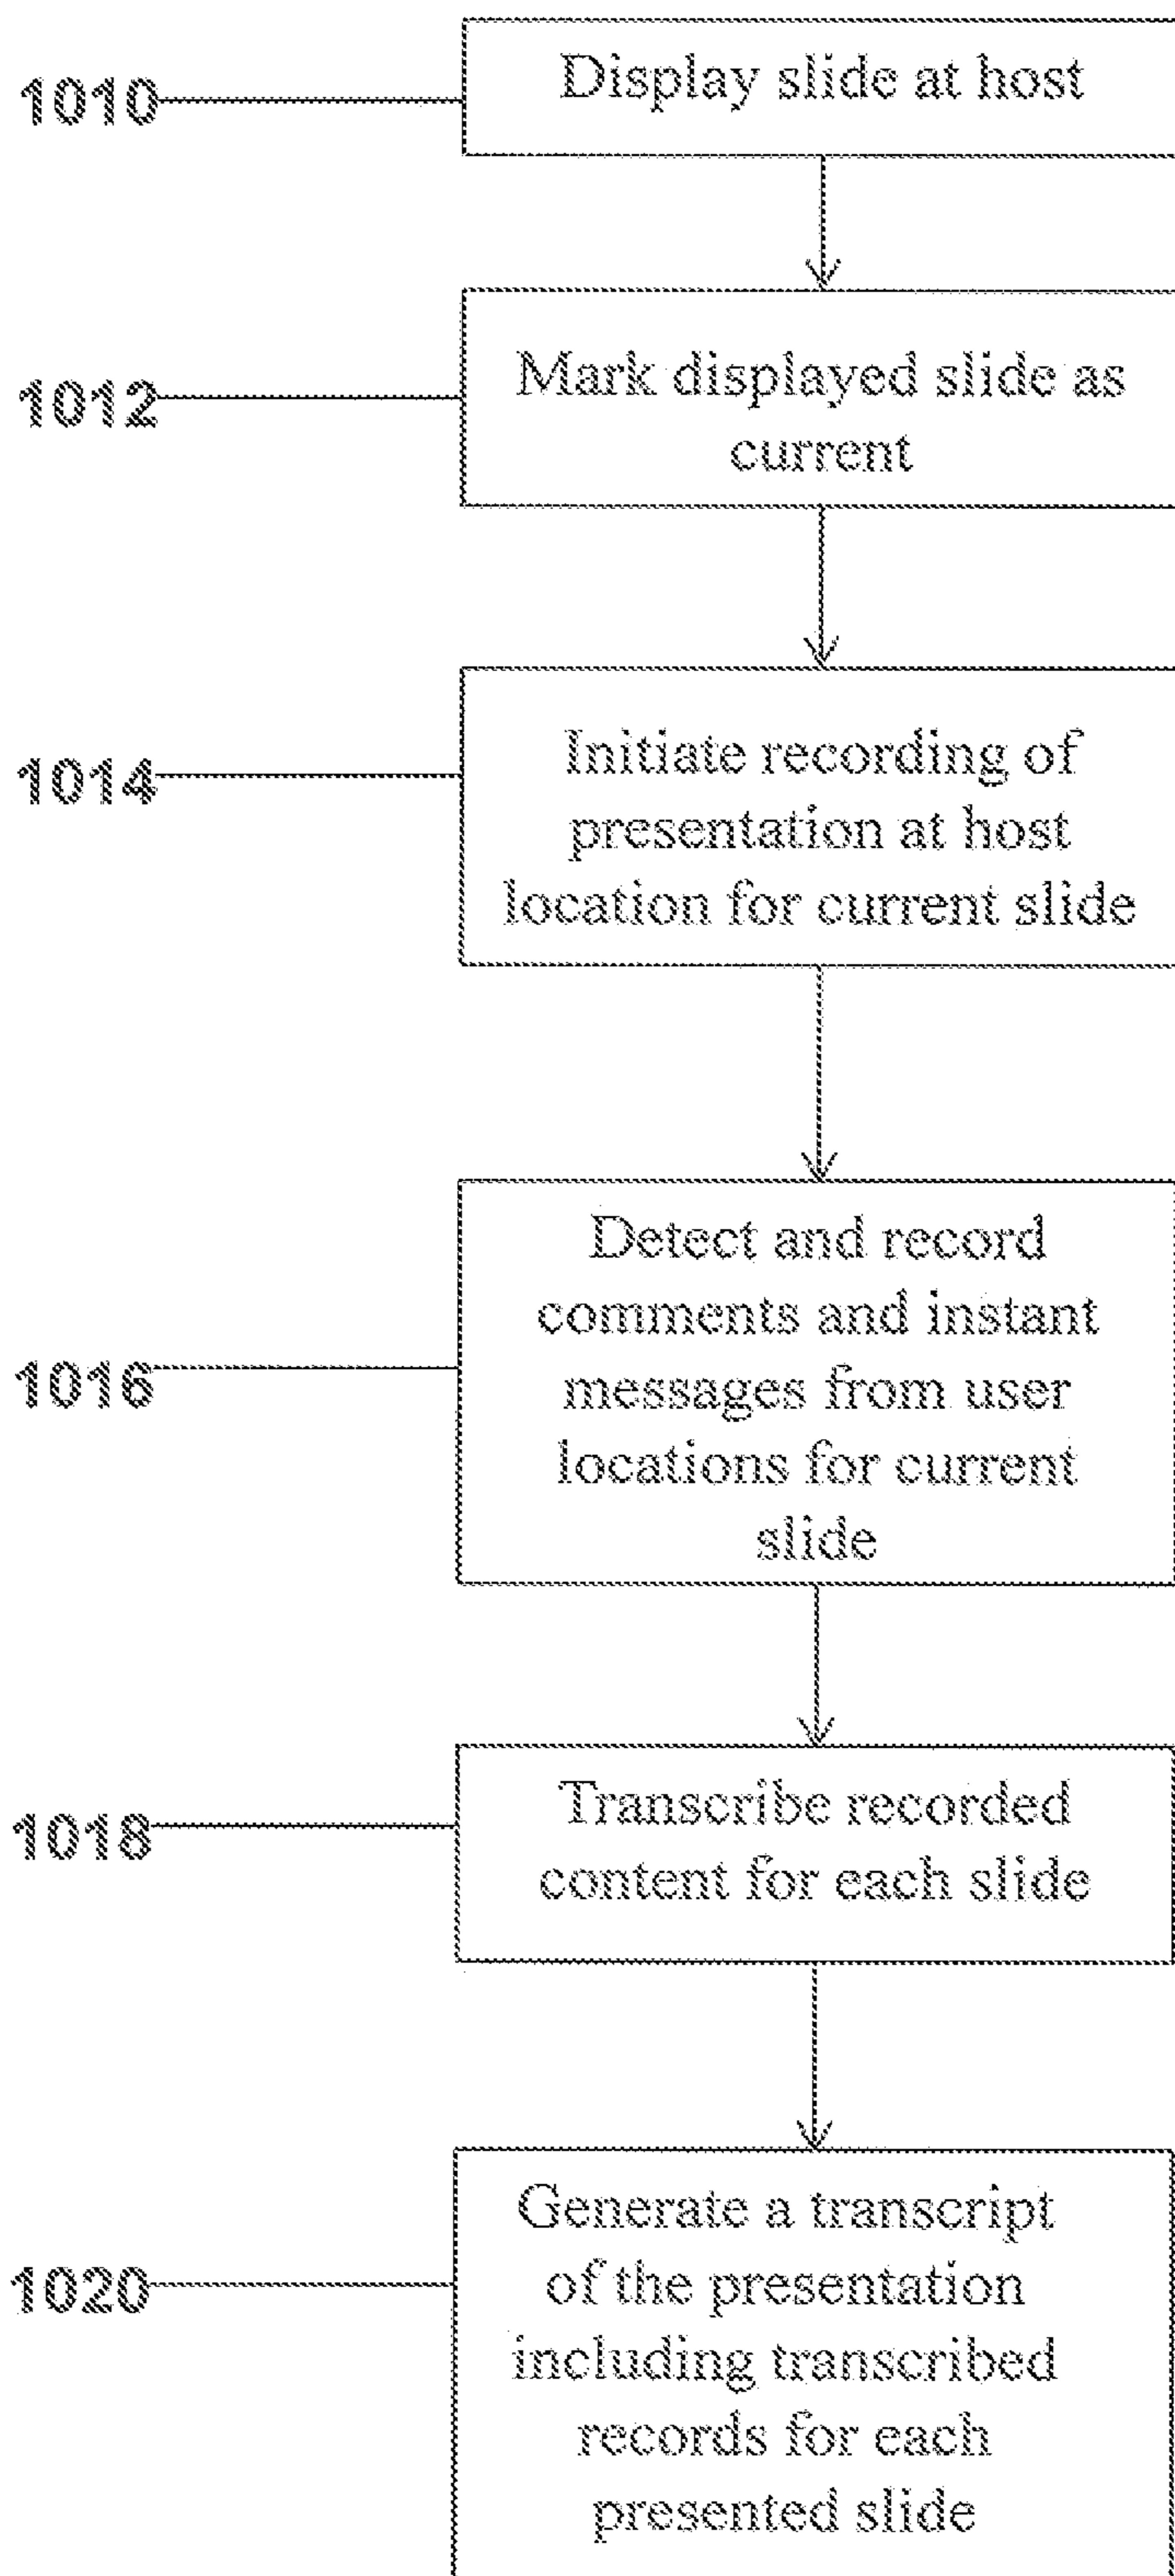 1010
Display slide at host
1012
Mark displayed slide as
current
1014
Initiate recording of
presentation at host
location for current slide
1016
Detect and record
comments and instant
messages from user
locations for current
slide
1018
Transcribe recorded
content for each slide
1020
Generate a transcript
of the presentation
including transcribed
records for each
presented slide